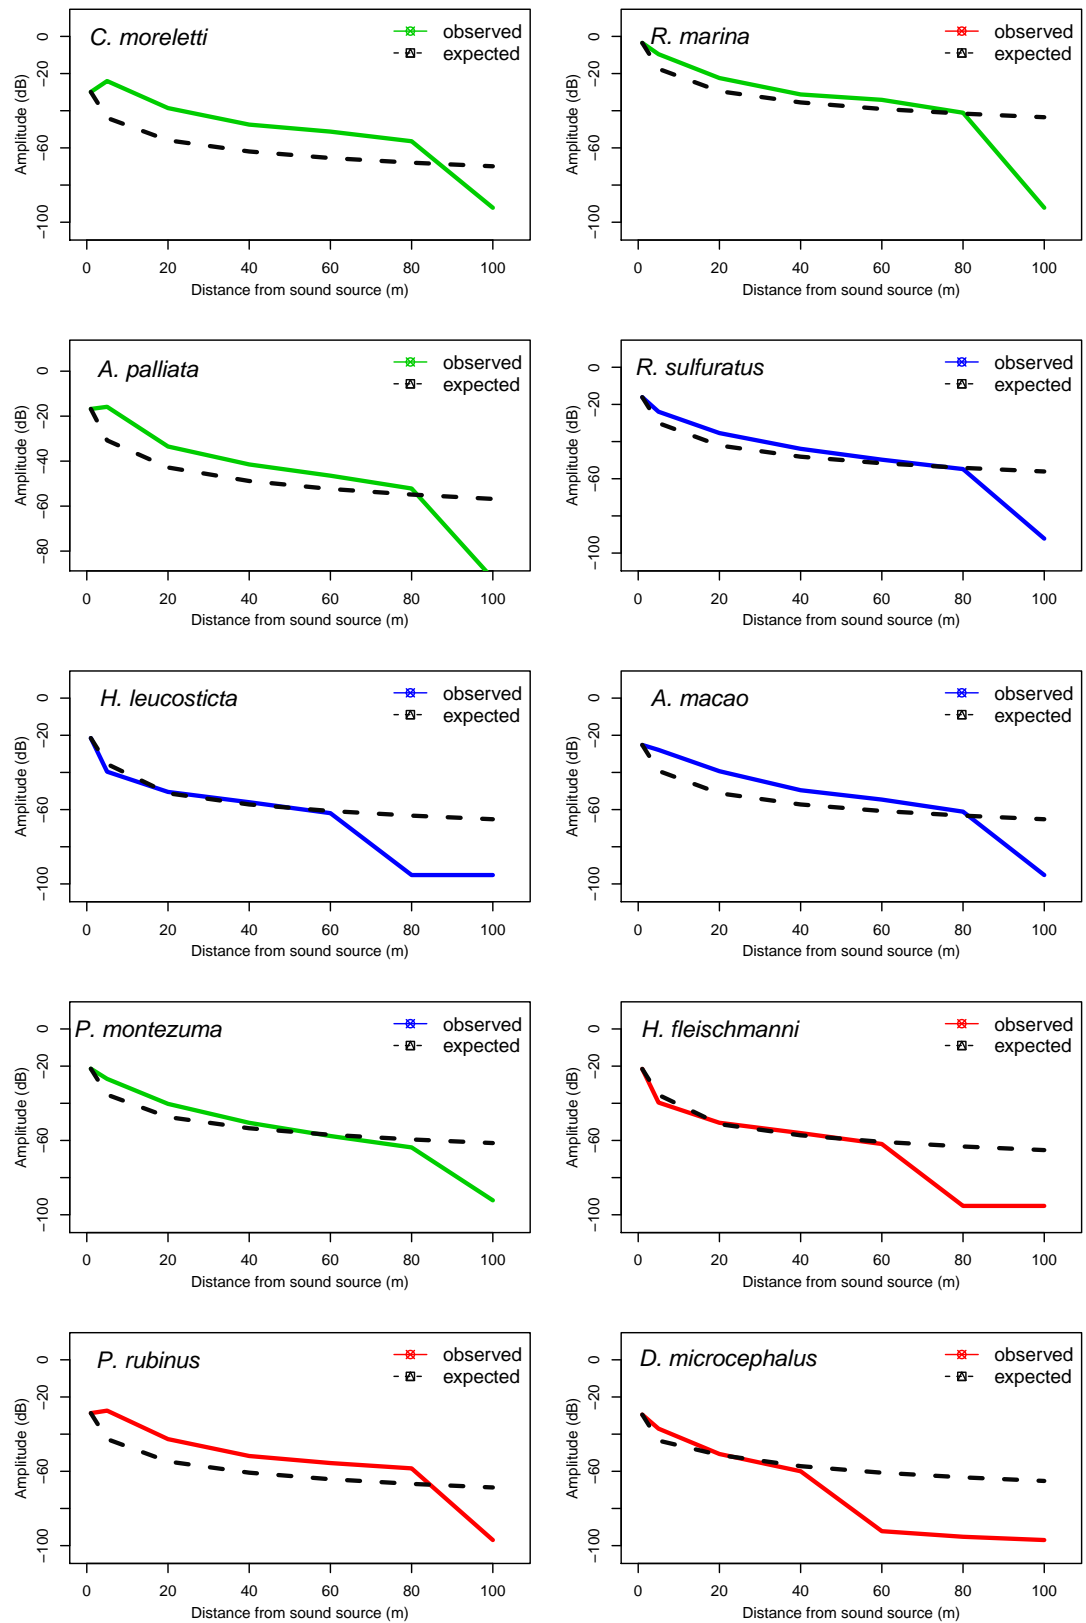 C. moreletti
observed
expected
Amplitude (dB)
0
−20
−60
−100
0 20 40 60 80 100
Distance from sound source (m)
R. marina
observed
expected
Amplitude (dB)
0
−20
−60
−100
0 20 40 60 80 100
Distance from sound source (m)
A. palliata
observed
expected
Amplitude (dB)
0
−20
−40
−60
−80
0 20 40 60 80 100
Distance from sound source (m)
R. sulfuratus
observed
expected
Amplitude (dB)
0
−20
−60
−100
0 20 40 60 80 100
Distance from sound source (m)
H. leucosticta
observed
expected
Amplitude (dB)
0
−20
−60
−100
0 20 40 60 80 100
Distance from sound source (m)
A. macao
observed
expected
Amplitude (dB)
0
−20
−60
−100
0 20 40 60 80 100
Distance from sound source (m)
P. montezuma
observed
expected
Amplitude (dB)
0
−20
−60
−100
0 20 40 60 80 100
Distance from sound source (m)
H. fleischmanni
observed
expected
Amplitude (dB)
0
−20
−60
−100
0 20 40 60 80 100
Distance from sound source (m)
P. rubinus
observed
expected
Amplitude (dB)
0
−20
−60
−100
0 20 40 60 80 100
Distance from sound source (m)
D. microcephalus
observed
expected
Amplitude (dB)
0
−20
−60
−100
0 20 40 60 80 100
Distance from sound source (m)